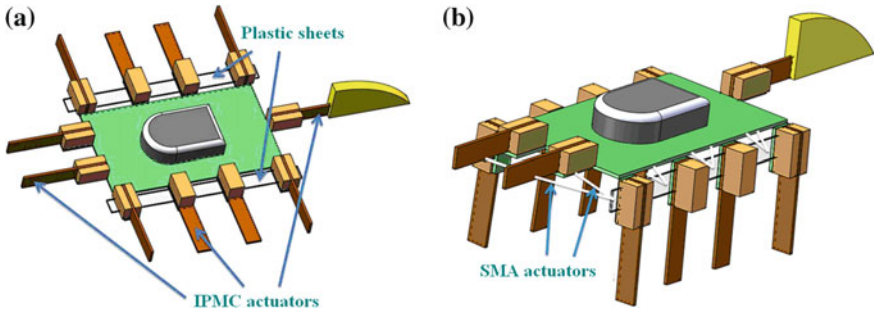 (a)
Plastic sheets
IPMC actuators
(b)
SMA actuators